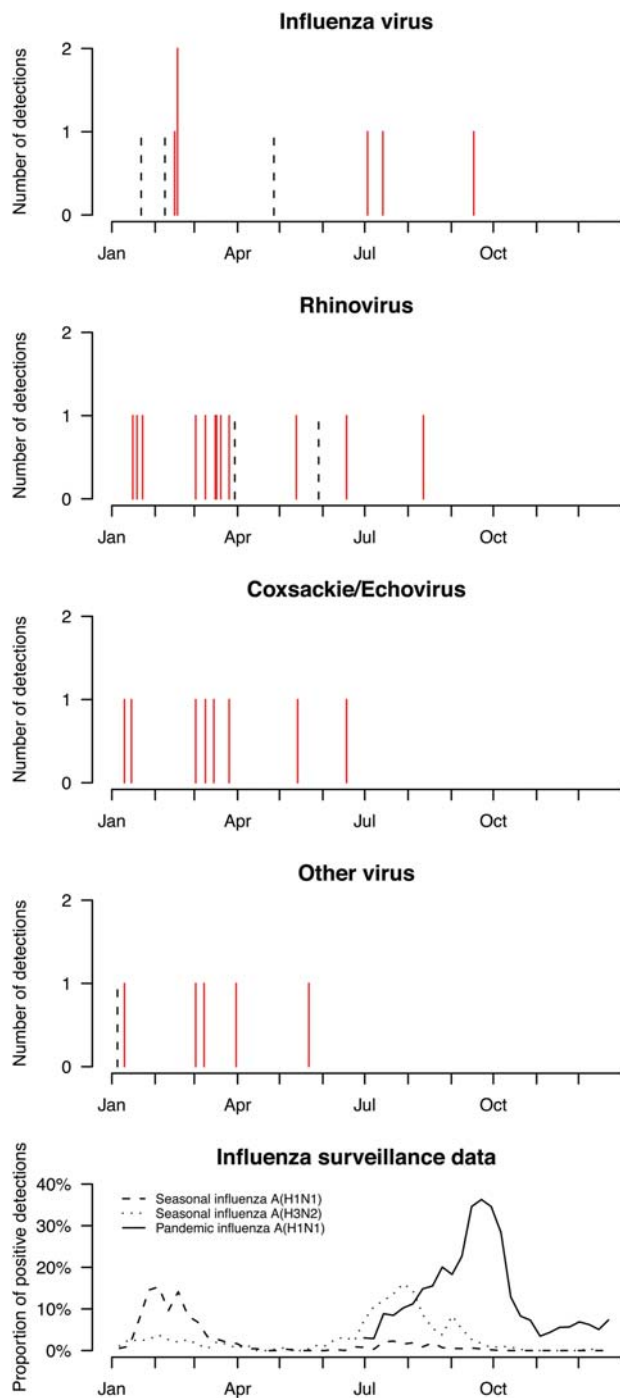 Influenza virus
Number of detections
2
1
0
Jan Apr Jul Oct
Rhinovirus
Number of detections
2
1
0
Jan Apr Jul Oct
Coxsackie/Echovirus
Number of detections
2
1
0
Jan Apr Jul Oct
Other virus
Number of detections
2
1
0
Jan Apr Jul Oct
Influenza surveillance data
Proportion of positive detections
40%
30%
20%
10%
0%
Seasonal influenza A(H1N1)
Seasonal influenza A(H3N2)
Pandemic influenza A(H1N1)
Jan Apr Jul Oct